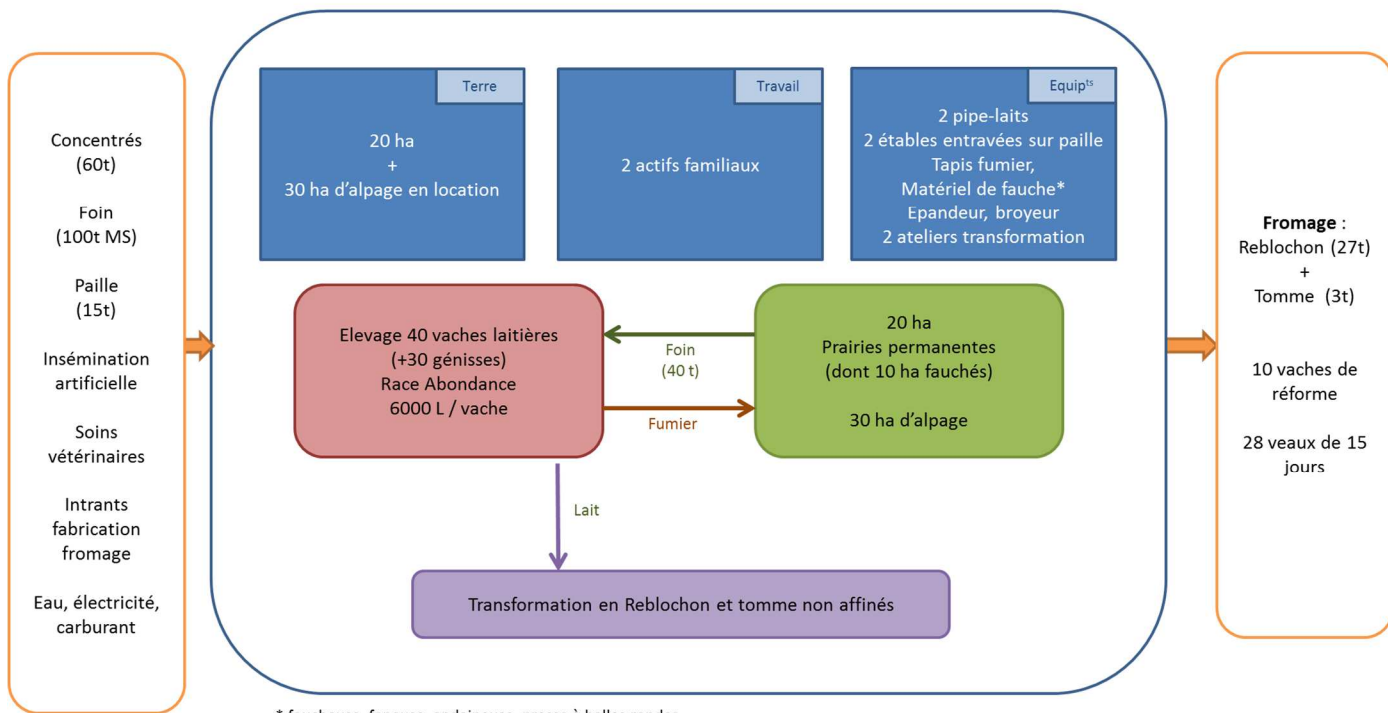 Concentrés
(60t)
Foin
(100t MS)
Paille
(15t)
Insémination
artificielle
Soins
vétérinaires
Intrants
fabrication
fromage
Eau, électricité,
carburant
Terre
20 ha
+
30 ha d'alpage en location
Travail
2 actifs familiaux
Equipts
2 pipe-laits
2 étables entravées sur paille
Tapis fumier,
Matériel de fauche*
Epandeur, broyeur
2 ateliers transformation
Elevage 40 vaches laitières
(+30 génisses)
Race Abondance
6000 L / vache
Foin
(40 t)
Fumier
20 ha
Prairies permanentes
(dont 10 ha fauchés)
30 ha d'alpage
Lait
Transformation en Reblochon et tomme non affinés
Fromage :
Reblochon (27t)
+
Tomme (3t)
10 vaches de
réforme
28 veaux de 15
jours